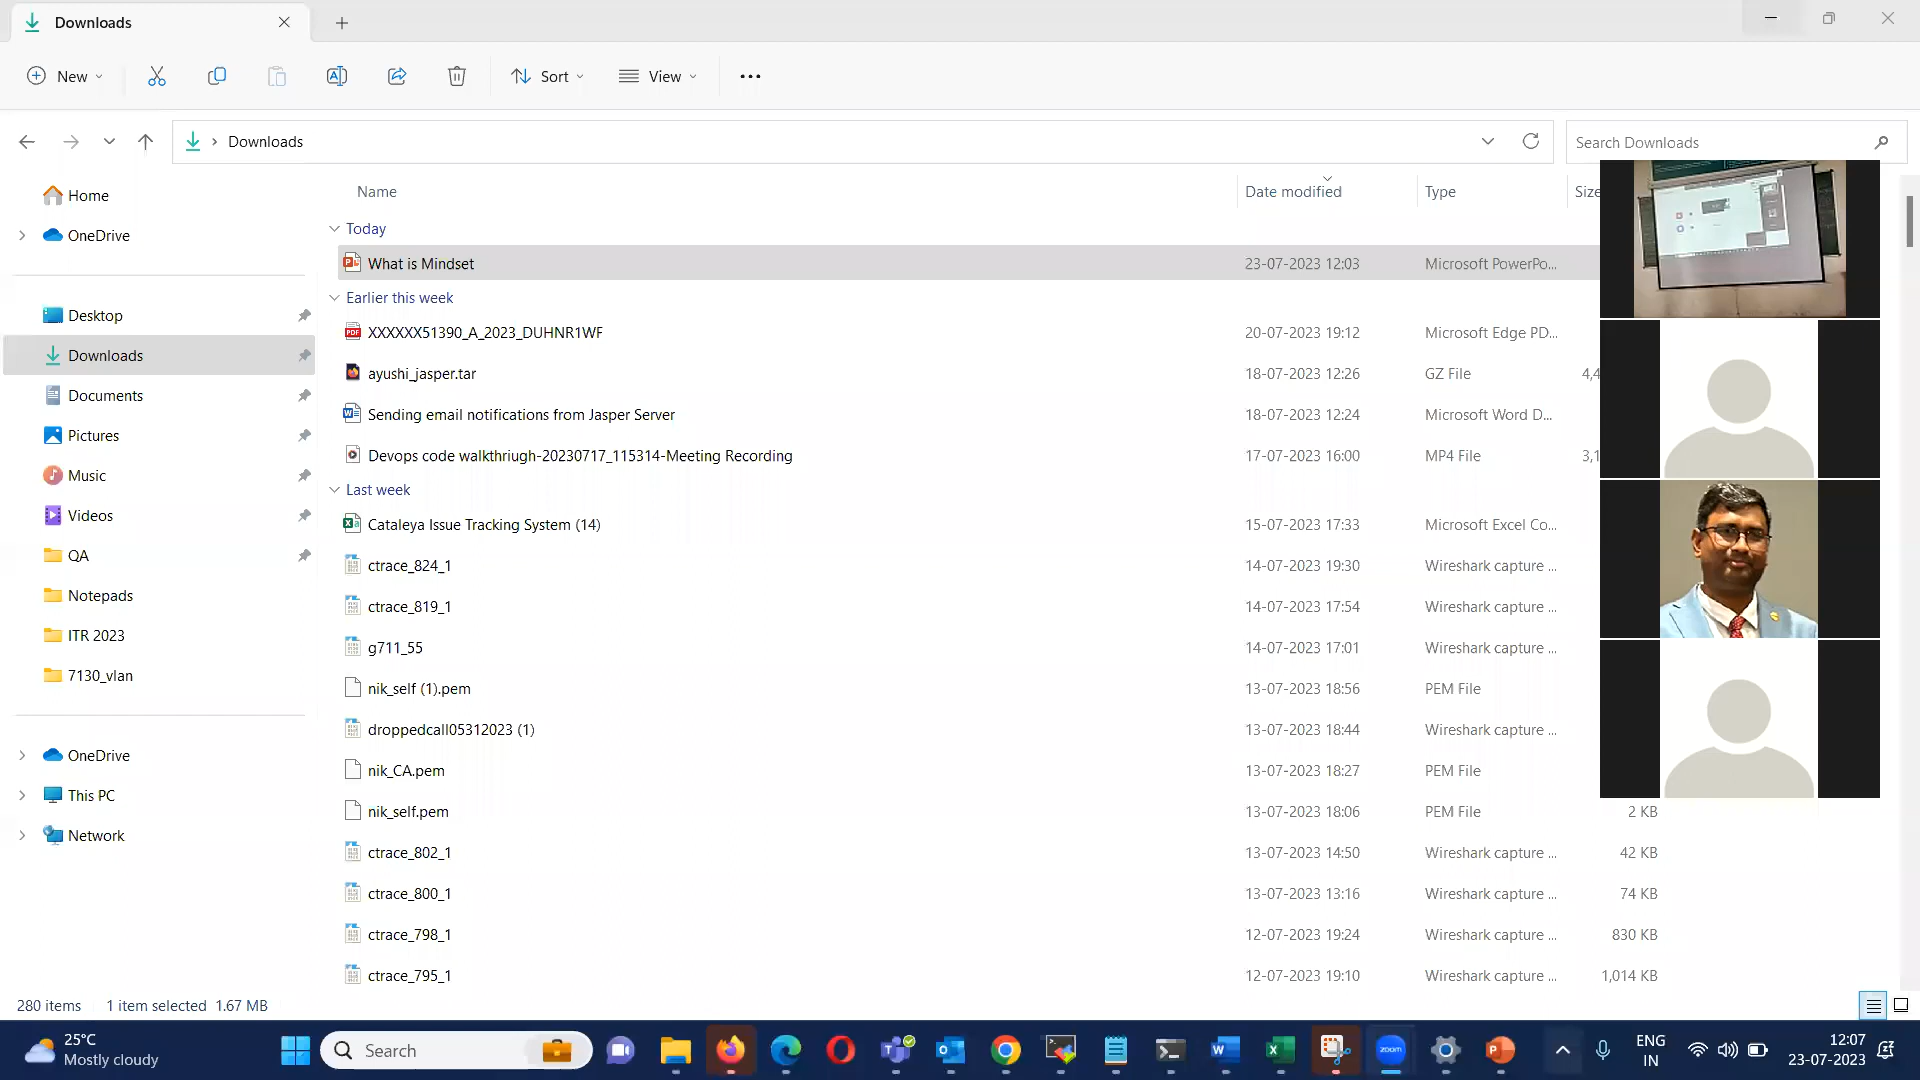 Downloads
New
Sort
View
Downloads
Search Downloads
Home
OneDrive
Desktop
Downloads
Documents
Pictures
Music
Videos
QA
Notepads
ITR 2023
7130_vlan
OneDrive
This PC
Network
Name Date modified Type Size
Today
What is Mindset 23-07-2023 12:03 Microsoft PowerPo...
Earlier this week
XXXXXX51390_A_2023_DUHNR1WF 20-07-2023 19:12 Microsoft Edge PD...
ayushi_jasper.tar 18-07-2023 12:26 GZ File 4,4
Sending email notifications from Jasper Server 18-07-2023 12:24 Microsoft Word D...
Devops code walkthriugh-20230717_115314-Meeting Recording 17-07-2023 16:00 MP4 File 3,1
Last week
Cataleya Issue Tracking System (14) 15-07-2023 17:33 Microsoft Excel Co...
ctrace_824_1 14-07-2023 19:30 Wireshark capture ...
ctrace_819_1 14-07-2023 17:54 Wireshark capture ...
g711_55 14-07-2023 17:01 Wireshark capture ...
nik_self (1).pem 13-07-2023 18:56 PEM File
droppedcall05312023 (1) 13-07-2023 18:44 Wireshark capture ...
nik_CA.pem 13-07-2023 18:27 PEM File
nik_self.pem 13-07-2023 18:06 PEM File 2 KB
ctrace_802_1 13-07-2023 14:50 Wireshark capture ... 42 KB
ctrace_800_1 13-07-2023 13:16 Wireshark capture ... 74 KB
ctrace_798_1 12-07-2023 19:24 Wireshark capture ... 830 KB
ctrace_795_1 12-07-2023 19:10 Wireshark capture ... 1,014 KB
280 items 1 item selected 1.67 MB
25°C
Mostly cloudy
Search
zoom
ENG
IN
12:07
23-07-2023